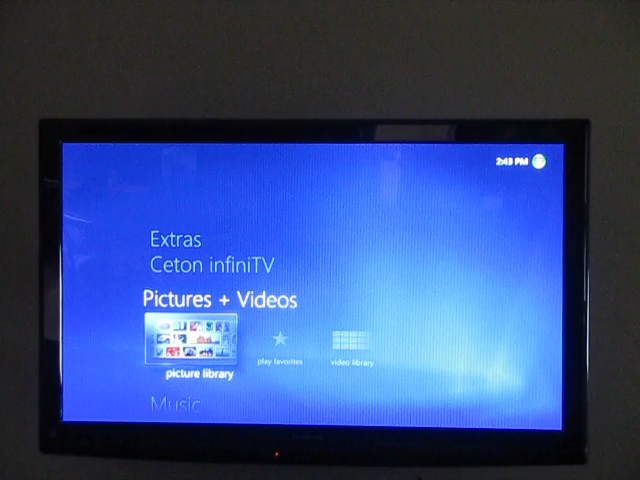 2:43 PM
Extras
Ceton infiniTV
Pictures + Videos
picture library
play favorites
video library
Music